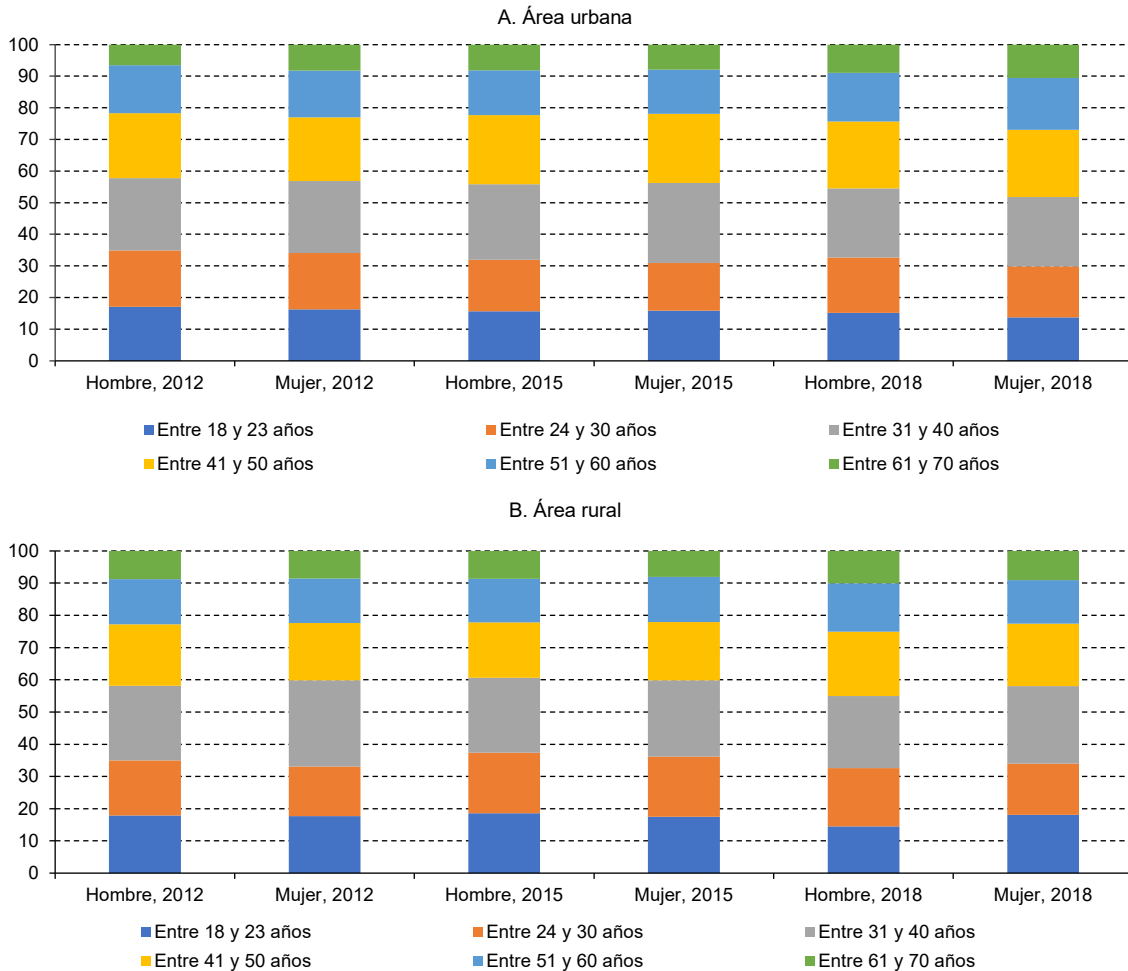 A. Área urbana
100
90
80
70
60
50
40
30
20
10
0
Hombre, 2012 Mujer, 2012 Hombre, 2015 Mujer, 2015 Hombre, 2018 Mujer, 2018
Entre 18 y 23 años Entre 24 y 30 años Entre 31 y 40 años
Entre 41 y 50 años Entre 51 y 60 años Entre 61 y 70 años
B. Área rural
100
90
80
70
60
50
40
30
20
10
0
Hombre, 2012 Mujer, 2012 Hombre, 2015 Mujer, 2015 Hombre, 2018 Mujer, 2018
Entre 18 y 23 años Entre 24 y 30 años Entre 31 y 40 años
Entre 41 y 50 años Entre 51 y 60 años Entre 61 y 70 años